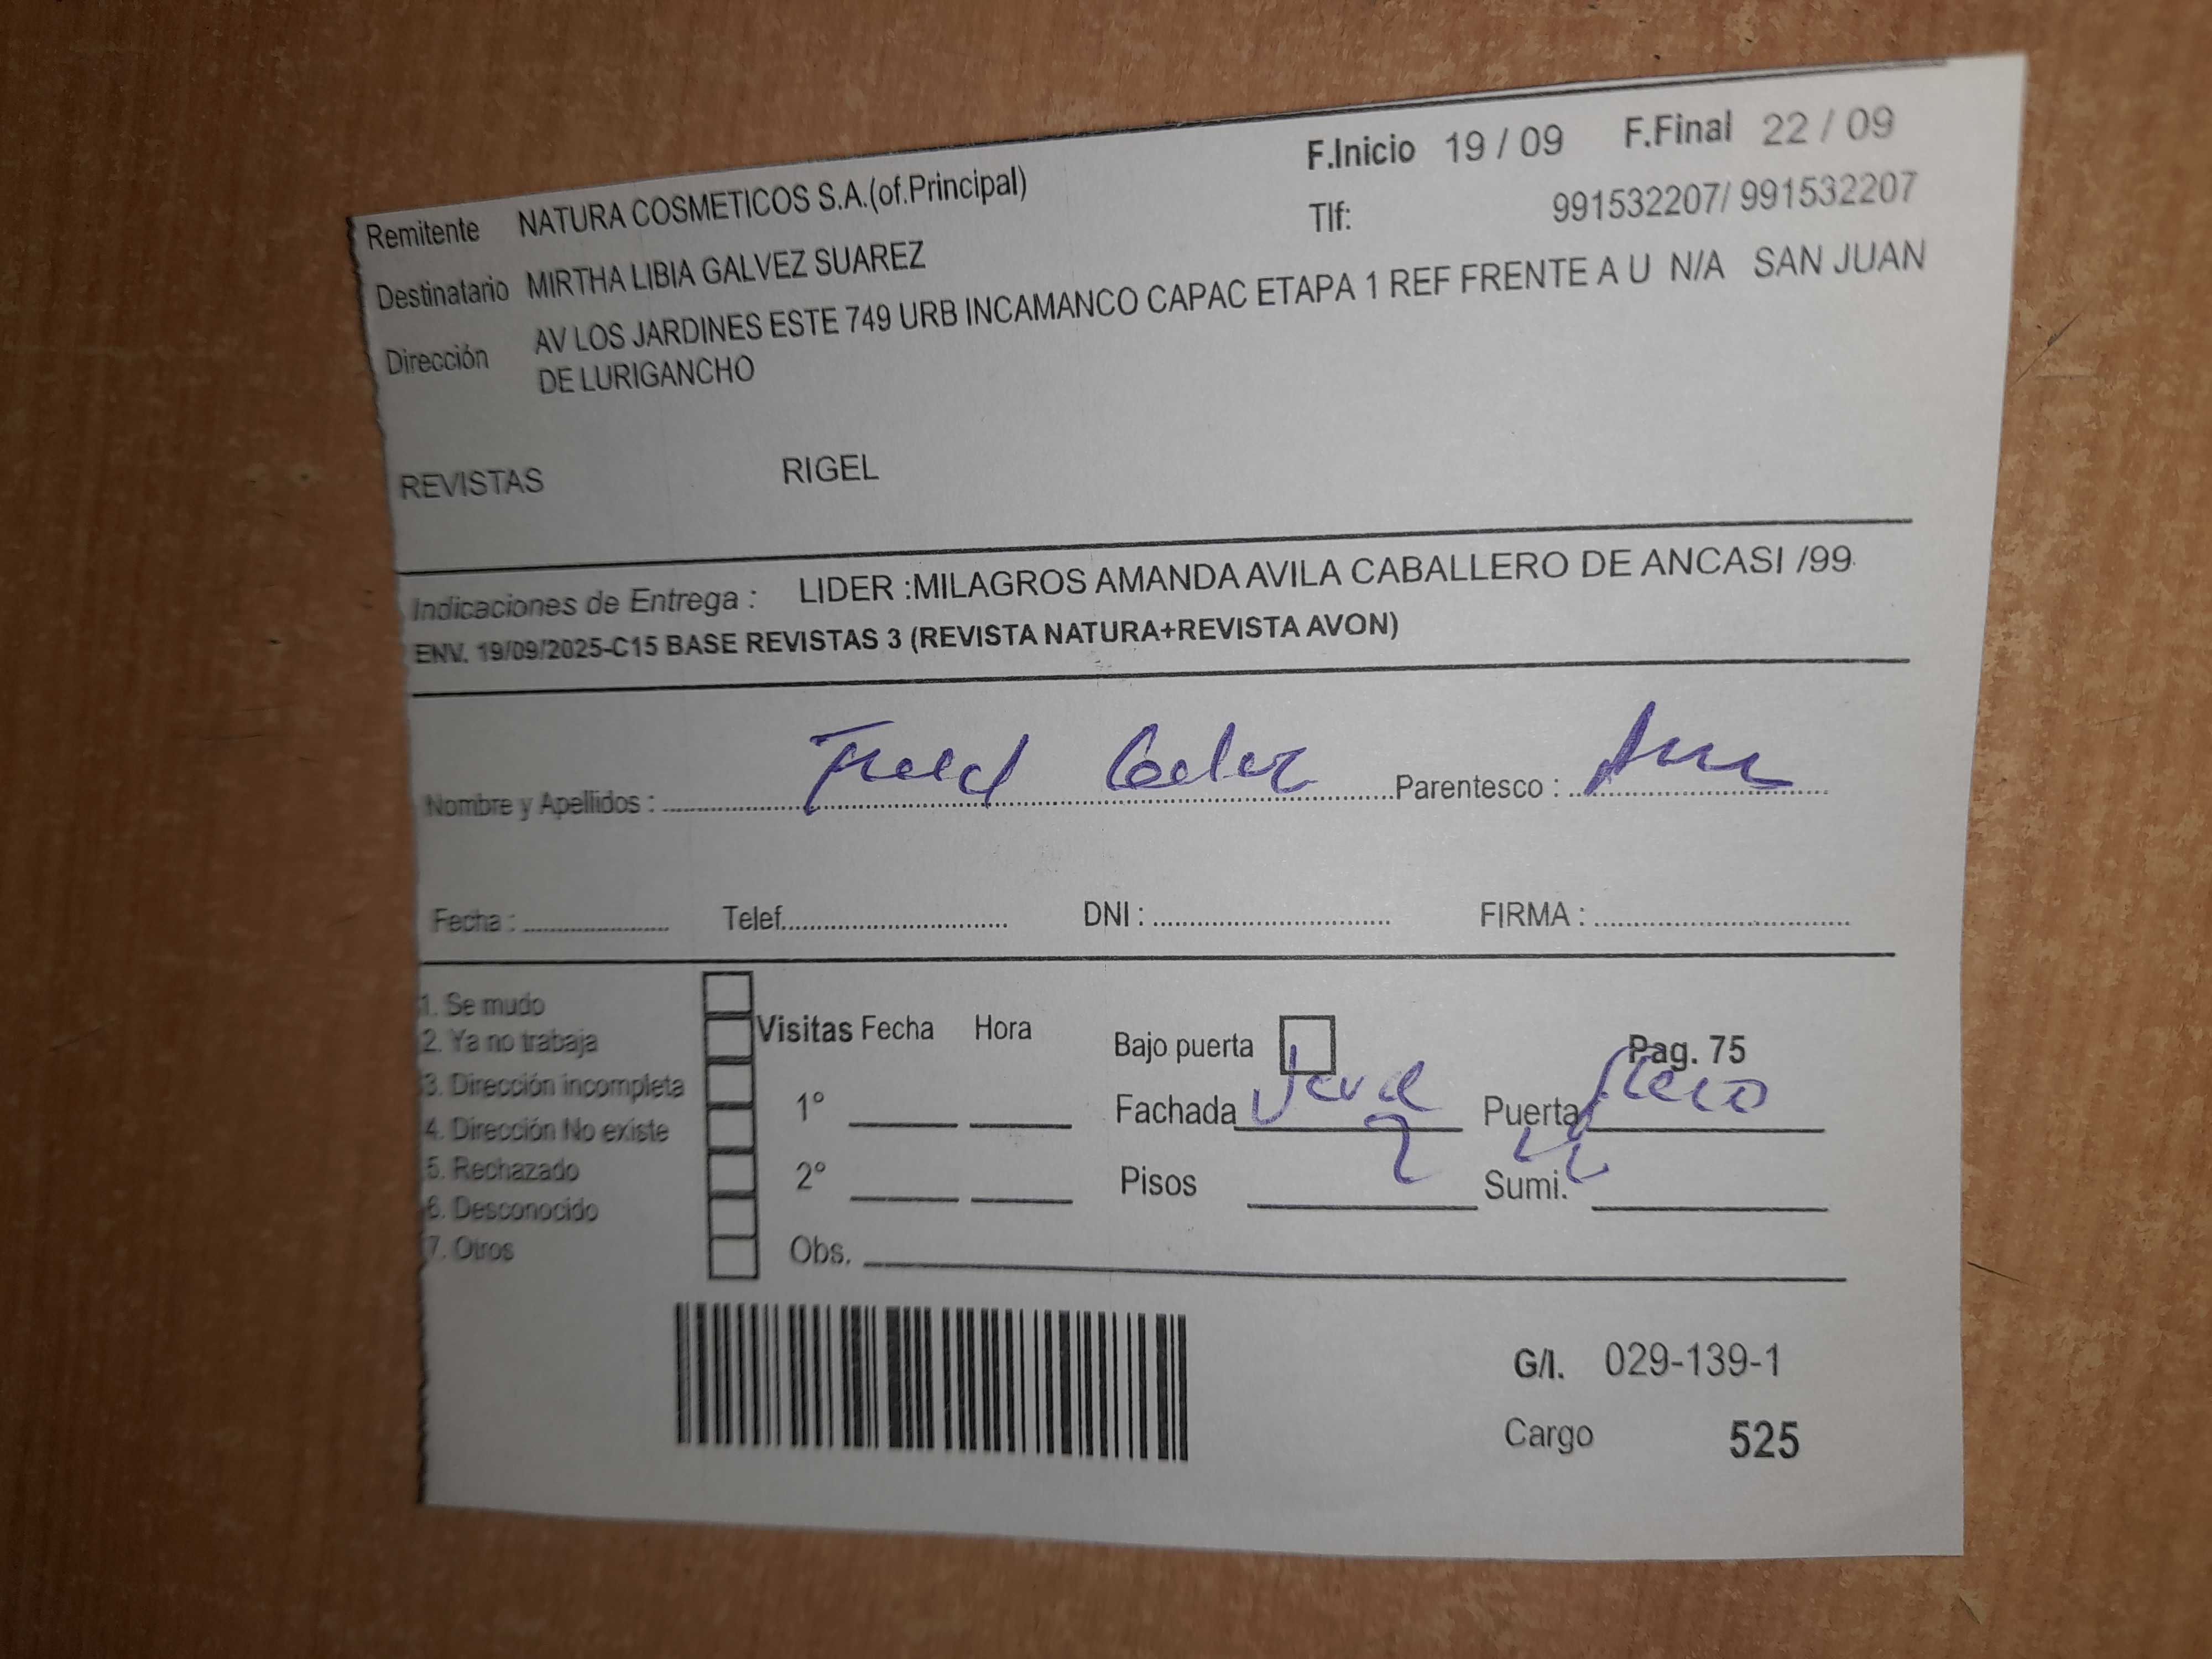 F.Inicio 19 / 09 F.Final 22 / 09
Remitente NATURA COSMETICOS S.A.(of.Principal) Tlf: 991532207/ 991532207
Destinatario MIRTHA LIBIA GALVEZ SUAREZ
Dirección AV LOS JARDINES ESTE 749 URB INCAMANCO CAPAC ETAPA 1 REF FRENTE A U N/A SAN JUAN
DE LURIGANCHO
REVISTAS RIGEL
Indicaciones de Entrega : LIDER :MILAGROS AMANDA AVILA CABALLERO DE ANCASI /99
ENV. 19/09/2025-C15 BASE REVISTAS 3 (REVISTA NATURA+REVISTA AVON)
Nombre y Apellidos : Parentesco :
Fecha : Telef. DNI : FIRMA :
1. Se mudo
2. Ya no trabaja
3. Dirección incompleta
4. Dirección No existe
5. Rechazado
6. Desconocido
7. Otros
Visitas Fecha Hora
1°
2°
Obs.
Bajo puerta Pag. 75
Fachada Puerta
Pisos 2 Sumi.
G/I. 029-139-1
Cargo 525